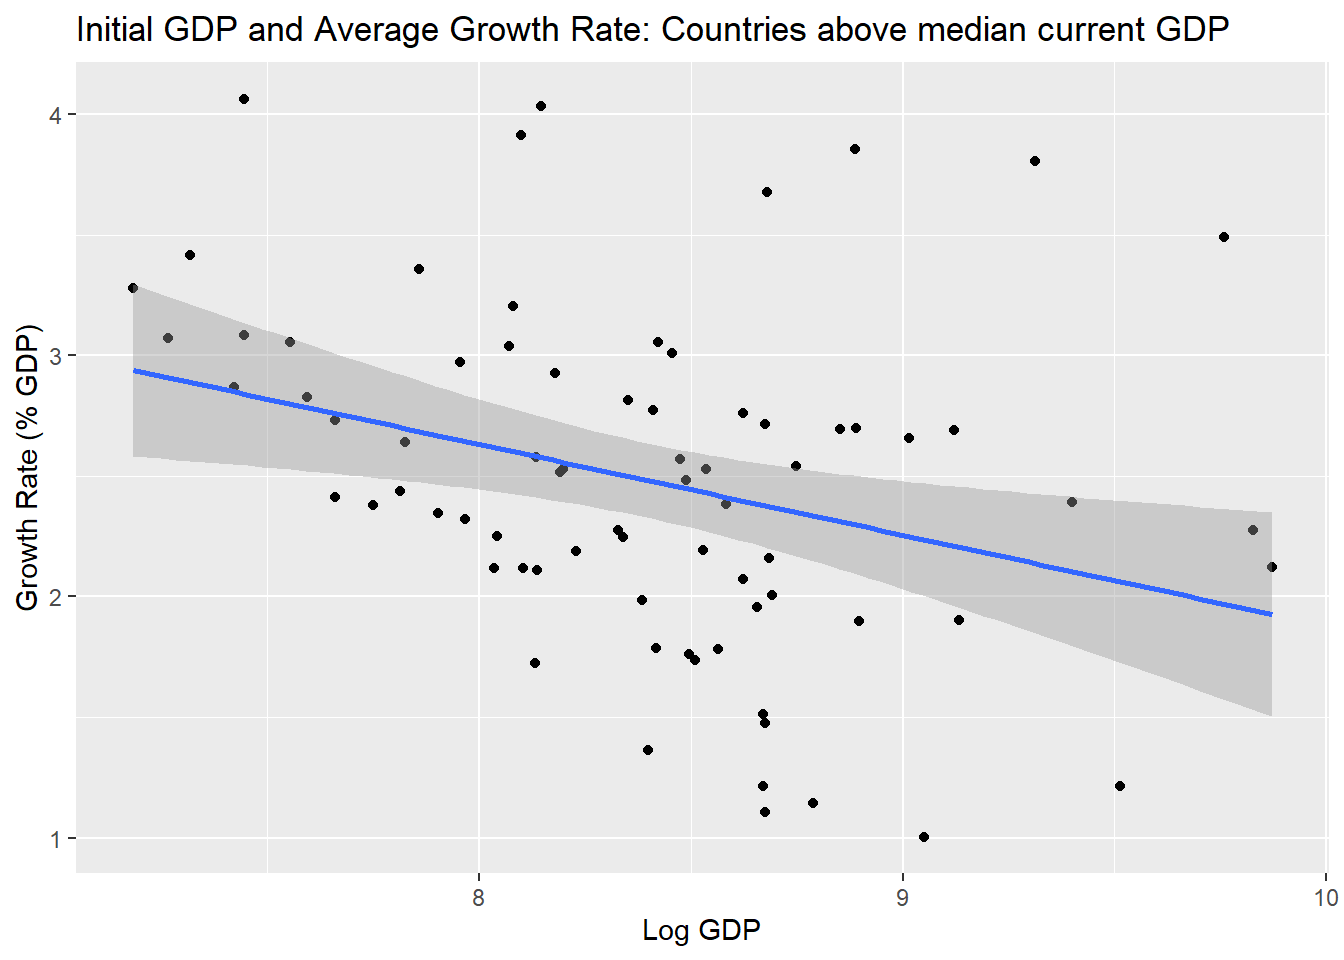 Initial GDP and Average Growth Rate: Countries above median current GDP
4
3
2
1
Growth Rate (% GDP)
8
9
10
Log GDP